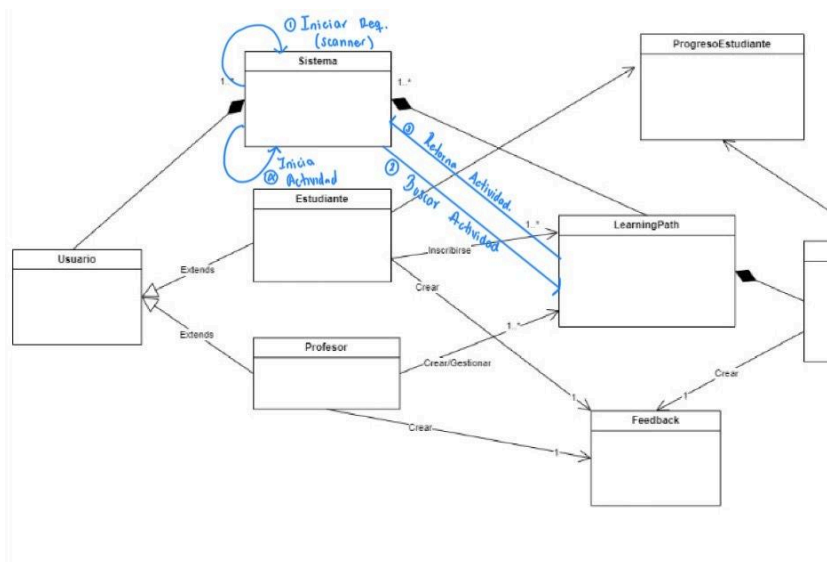 ① Iniciar Req.
(scanner)
Sistema
ProgresoEstudiante
1..*
1..*
③ Retorna Actividad.
② Buscar Actividad
Inicia
Actividad
Estudiante
1..*
LearningPath
Inscribirse
Usuario
Extends
Crear
Extends
1..*
Profesor
Crear/Gestionar
Crear
1
1
Feedback
Crear
1